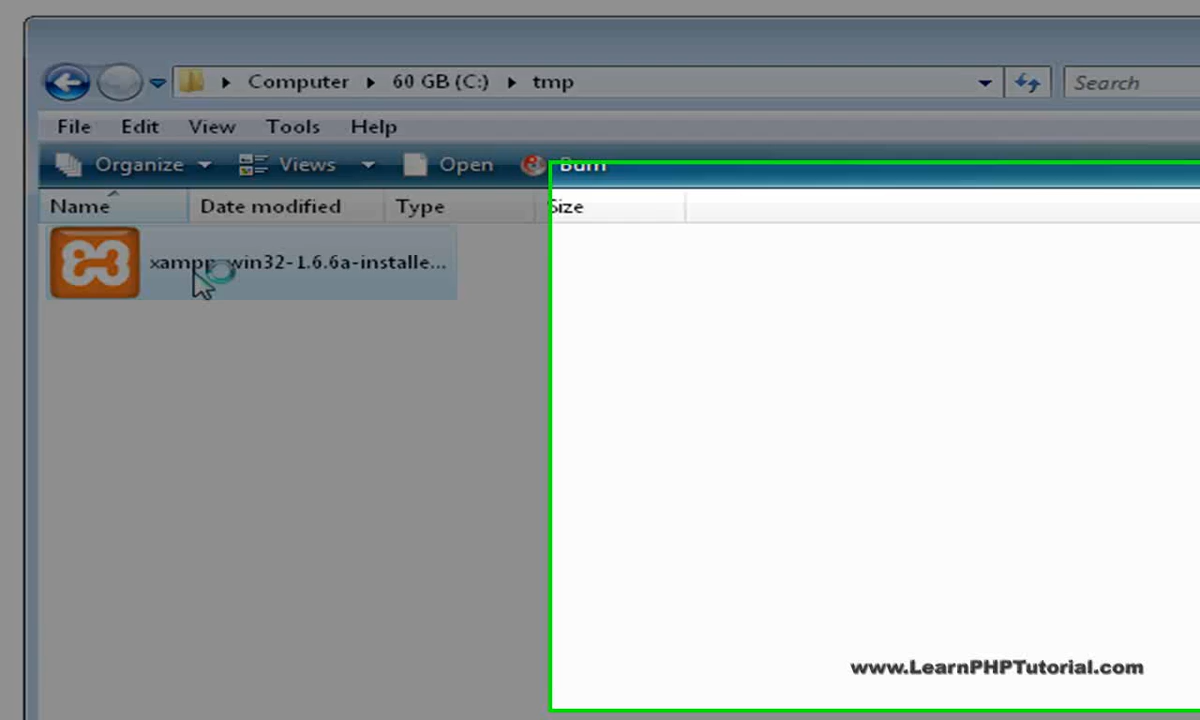 Computer 60 GB (C:) tmp Search
File Edit View Tools Help
Organize Views Open Burn
Name Date modified Type Size
xampp-win32-1.6.6a-installe...
www.LearnPHPTutorial.com